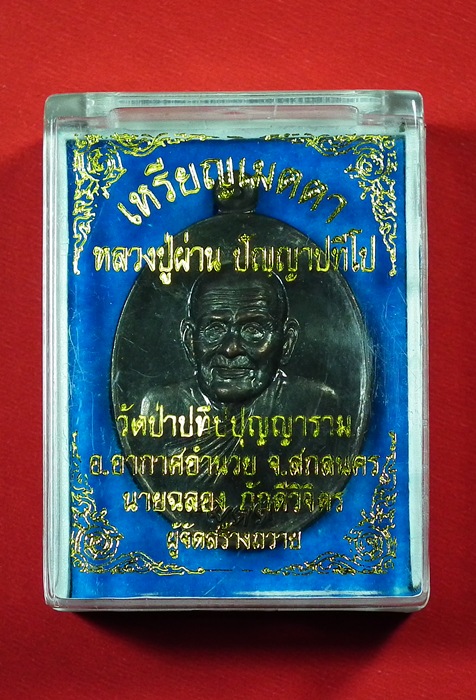 เหรียญเมตตา
หลวงปู่ผ่าน ปัญญาปทีโป
วัดป่าปทีปปุญญาราม
อ.อากาศอำนวย จ.สกลนคร
นายฉลอง ภักดีวิจิตร
ผู้จัดสร้างถวาย